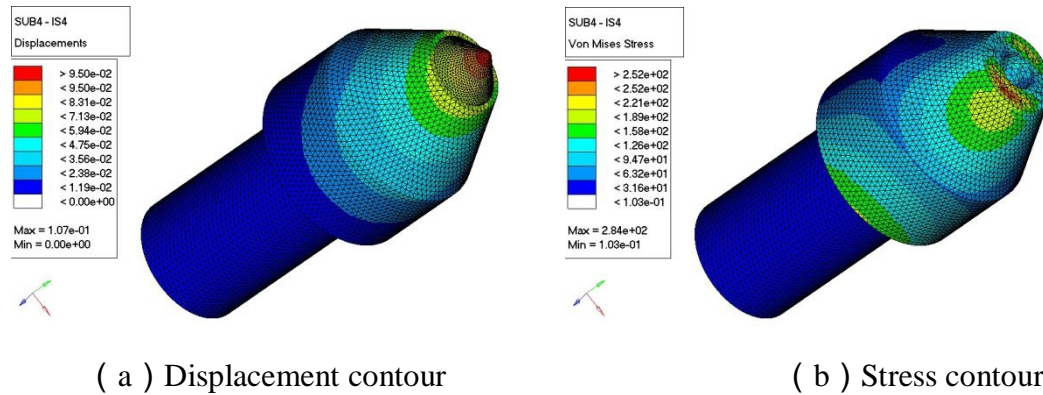 SUB4 - IS4
Displacements
> 9.50e-02
< 9.50e-02
< 8.31e-02
< 7.13e-02
< 5.94e-02
< 4.75e-02
< 3.56e-02
< 2.38e-02
< 1.19e-02
< 0.00e+00
Max = 1.07e-01
Min = 0.00e+00
SUB4 - IS4
Von Mises Stress
> 2.52e+02
< 2.52e+02
< 2.21e+02
< 1.89e+02
< 1.58e+02
< 1.26e+02
< 9.47e+01
< 6.32e+01
< 3.16e+01
< 1.03e-01
Max = 2.84e+02
Min = 1.03e-01
( a ) Displacement contour
( b ) Stress contour